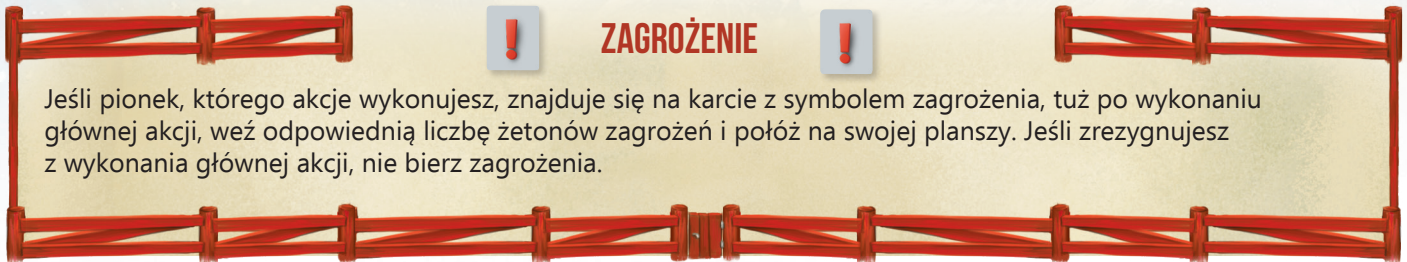 ! ZAGROŻENIE !
Jeśli pionek, którego akcje wykonujesz, znajduje się na karcie z symbolem zagrożenia, tuż po wykonaniu
głównej akcji, weź odpowiednią liczbę żetonów zagrożeń i połóż na swojej planszy. Jeśli zrezygnujesz
z wykonania głównej akcji, nie bierz zagrożenia.